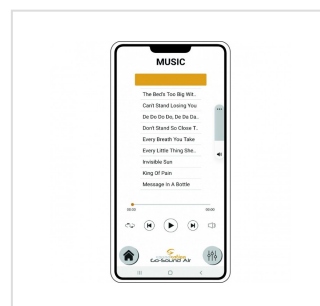 MUSIC
The Bed's Too Big Wit..
Can't Stand Losing You
De Do Do Do, De Da Da..
Don't Stand So Close T..
Every Breath You Take
Every Little Thing She..
Invisible Sun
King Of Pain
Message In A Bottle
00:00 00:00
Go-Sound Air